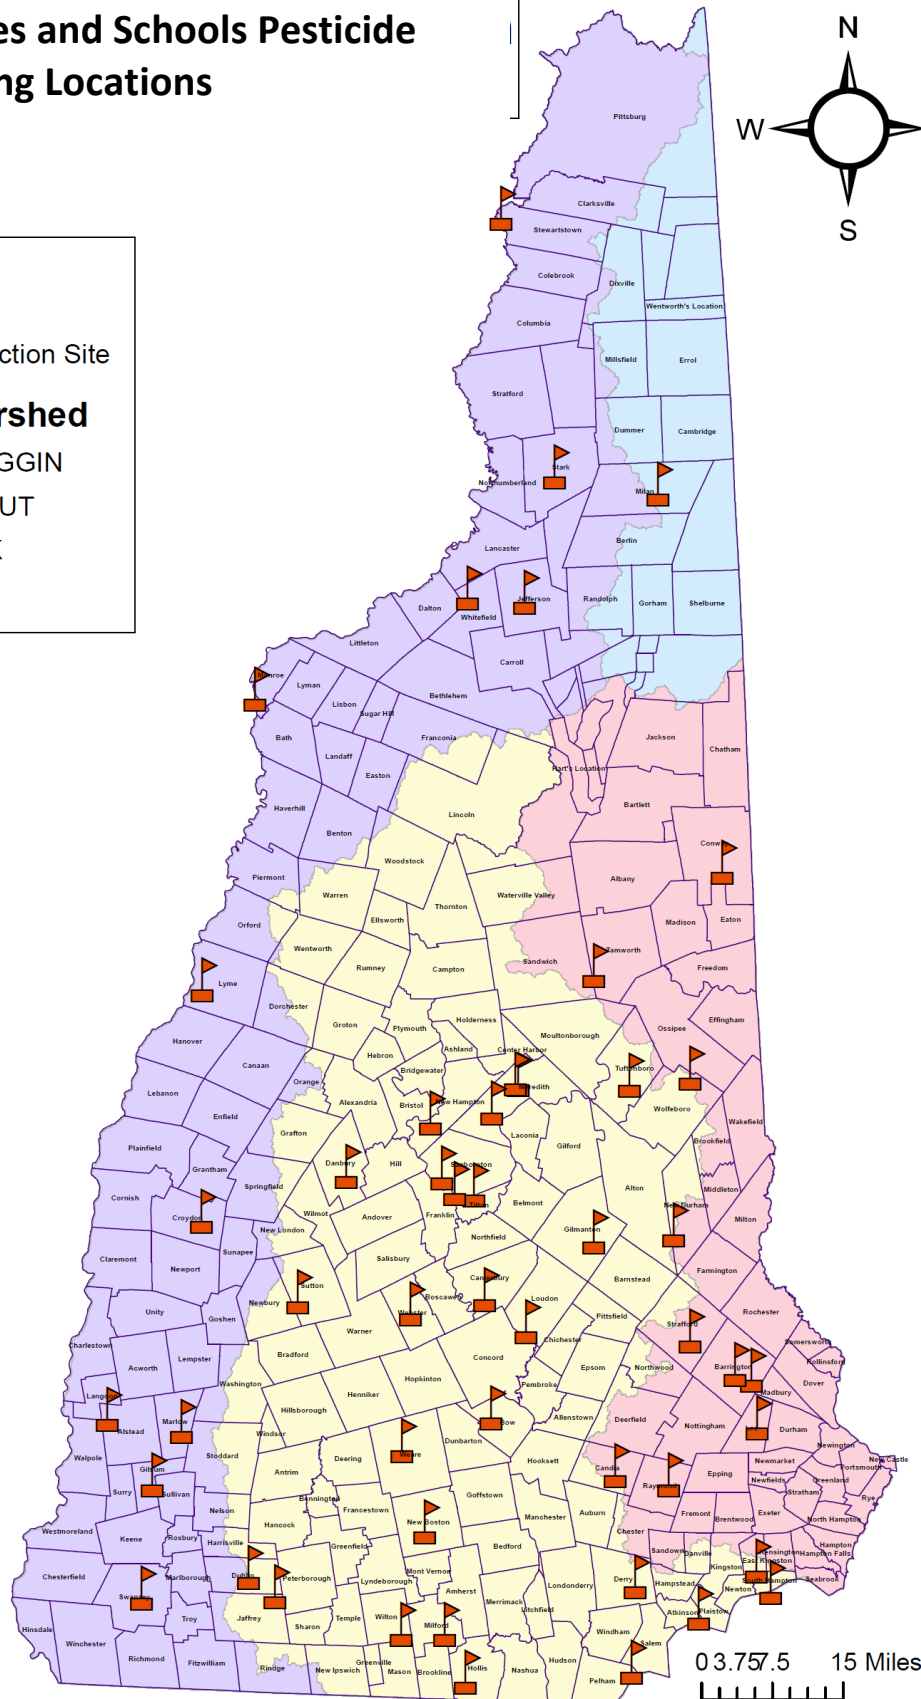 es and Schools Pesticide
ng Locations
N
W
S
ction Site
rshed
GGIN
UT
Pittsburg
Clarksville
Stewartstown
Colebrook
Dixville
Wentworth's Location
Columbia
Millsfield
Errol
Stratford
Dummer
Cambridge
Stark
Northumberland
Milan
Berlin
Lancaster
Jefferson
Randolph
Gorham
Shelburne
Dalton
Whitefield
Littleton
Carroll
Monroe
Lyman
Bethlehem
Lisbon
Sugar Hill
Bath
Franconia
Jackson
Chatham
Landaff
Easton
Hart's Location
Haverhill
Lincoln
Bartlett
Benton
Conway
Woodstock
Piermont
Albany
Warren
Waterville Valley
Thornton
Ellsworth
Madison
Eaton
Orford
Wentworth
Tamworth
Sandwich
Rumney
Campton
Freedom
Lyme
Dorchester
Effingham
Groton
Plymouth
Holderness
Ossipee
Moultonborough
Hanover
Ashland
Center Harbor
Hebron
Canaan
Bridgewater
Tuftonboro
Orange
Meredith
Lebanon
Alexandria
Bristol
New Hampton
Wolfeboro
Enfield
Wakefield
Grafton
Laconia
Gilford
Brookfield
Plainfield
Danbury
Hill
Sanbornton
Grantham
Springfield
Alton
Middleton
Cornish
Tilton
Belmont
New Durham
Wilmot
Andover
Franklin
Milton
Croydon
New London
Gilmanton
Northfield
Sunapee
Claremont
Salisbury
Newport
Farmington
Canterbury
Barnstead
Sutton
Boscawen
Newbury
Loudon
Unity
Webster
Rochester
Goshen
Pittsfield
Strafford
Warner
Chichester
Charlestown
Somersworth
Bradford
Concord
Lempster
Rollinsford
Acworth
Epsom
Northwood
Barrington
Hopkinton
Washington
Dover
Pembroke
Madbury
Henniker
Langdon
Hillsborough
Allenstown
Deerfield
Marlow
Bow
Nottingham
Lee
Durham
Alstead
Windsor
Dunbarton
Newington
Weare
Walpole
Stoddard
Deering
Hooksett
New Castle
Newmarket
Portsmouth
Gilsum
Antrim
Candia
Epping
Newfields
Greenland
Raymond
Surry
Sullivan
Stratham
Goffstown
Bennington
Rye
Nelson
Francestown
Manchester
Auburn
Fremont
Exeter
Brentwood
North Hampton
New Boston
Hancock
Westmoreland
Chester
Keene
Roxbury
Harrisville
Greenfield
Bedford
Hampton
Sandown
Danville
Kensington
Hampton Falls
East Kingston
Kingston
Mont Vernon
Chesterfield
Marlborough
Dublin
Peterborough
Lyndeborough
Derry
Londonderry
Hampstead
South Hampton
Seabrook
Newton
Amherst
Swanzey
Merrimack
Litchfield
Atkinson
Plaistow
Troy
Jaffrey
Temple
Wilton
Milford
Sharon
Hinsdale
Windham
Winchester
Salem
Richmond
Fitzwilliam
Rindge
New Ipswich
Greenville
Mason
Brookline
Hollis
Nashua
Hudson
Pelham
0 3.75 7.5 15 Miles